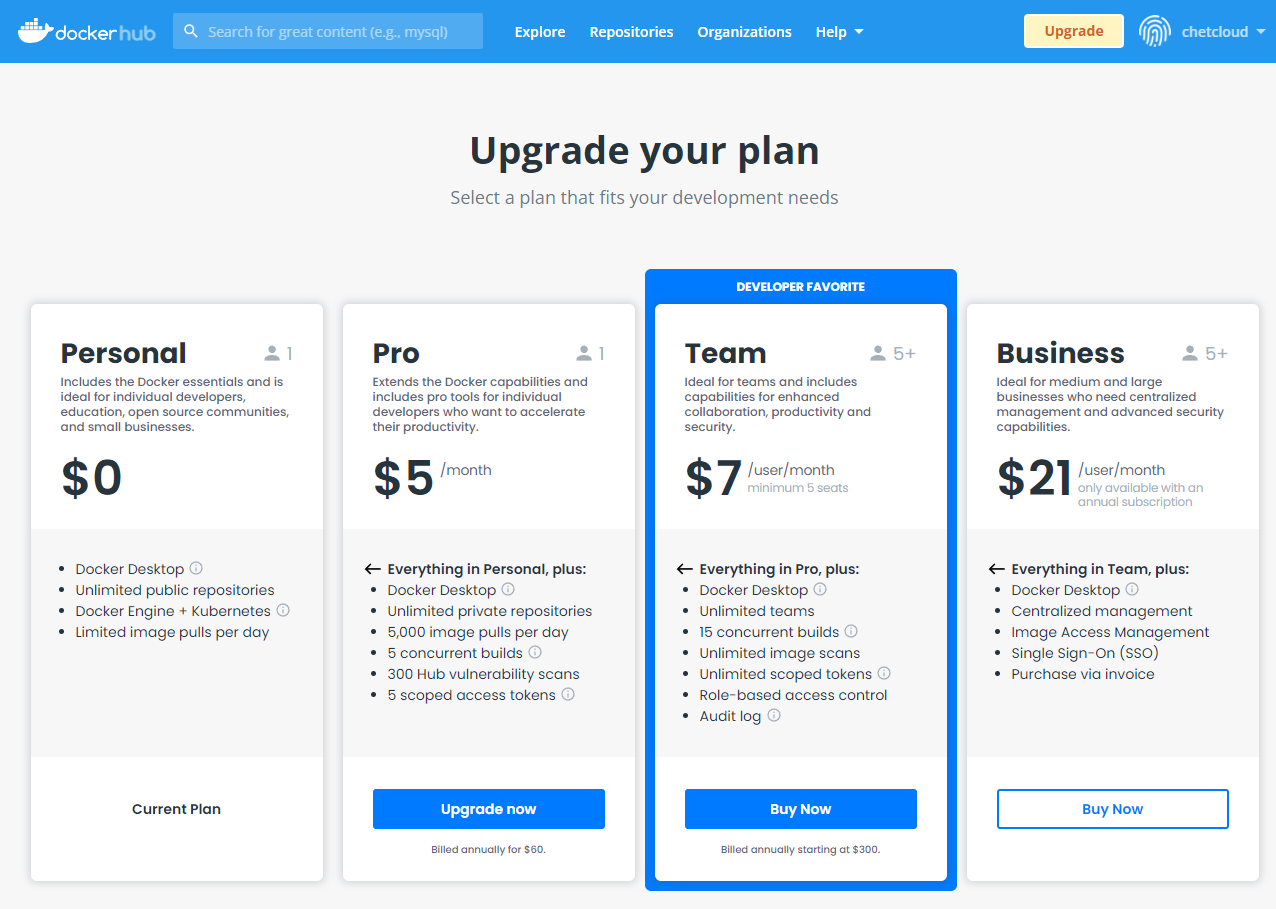 docker hub
Search for great content (e.g., mysql)
Explore
Repositories
Organizations
Help
Upgrade
chetcloud
Upgrade your plan
Select a plan that fits your development needs
Personal
1
Includes the Docker essentials and is
ideal for individual developers,
education, open source communities,
and small businesses.
$0
Docker Desktop
Unlimited public repositories
Docker Engine + Kubernetes
Limited image pulls per day
Current Plan
Pro
1
Extends the Docker capabilities and
includes pro tools for individual
developers who want to accelerate
their productivity.
$5 /month
Everything in Personal, plus:
Docker Desktop
Unlimited private repositories
5,000 image pulls per day
5 concurrent builds
300 Hub vulnerability scans
5 scoped access tokens
Upgrade now
Billed annually for $60.
DEVELOPER FAVORITE
Team
5+
Ideal for teams and includes
capabilities for enhanced
collaboration, productivity and
security.
$7 /user/month
minimum 5 seats
Everything in Pro, plus:
Docker Desktop
Unlimited teams
15 concurrent builds
Unlimited image scans
Unlimited scoped tokens
Role-based access control
Audit log
Buy Now
Billed annually starting at $300.
Business
5+
Ideal for medium and large
businesses who need centralized
management and advanced security
capabilities.
$21 /user/month
only available with an
annual subscription
Everything in Team, plus:
Docker Desktop
Centralized management
Image Access Management
Single Sign-On (SSO)
Purchase via invoice
Buy Now